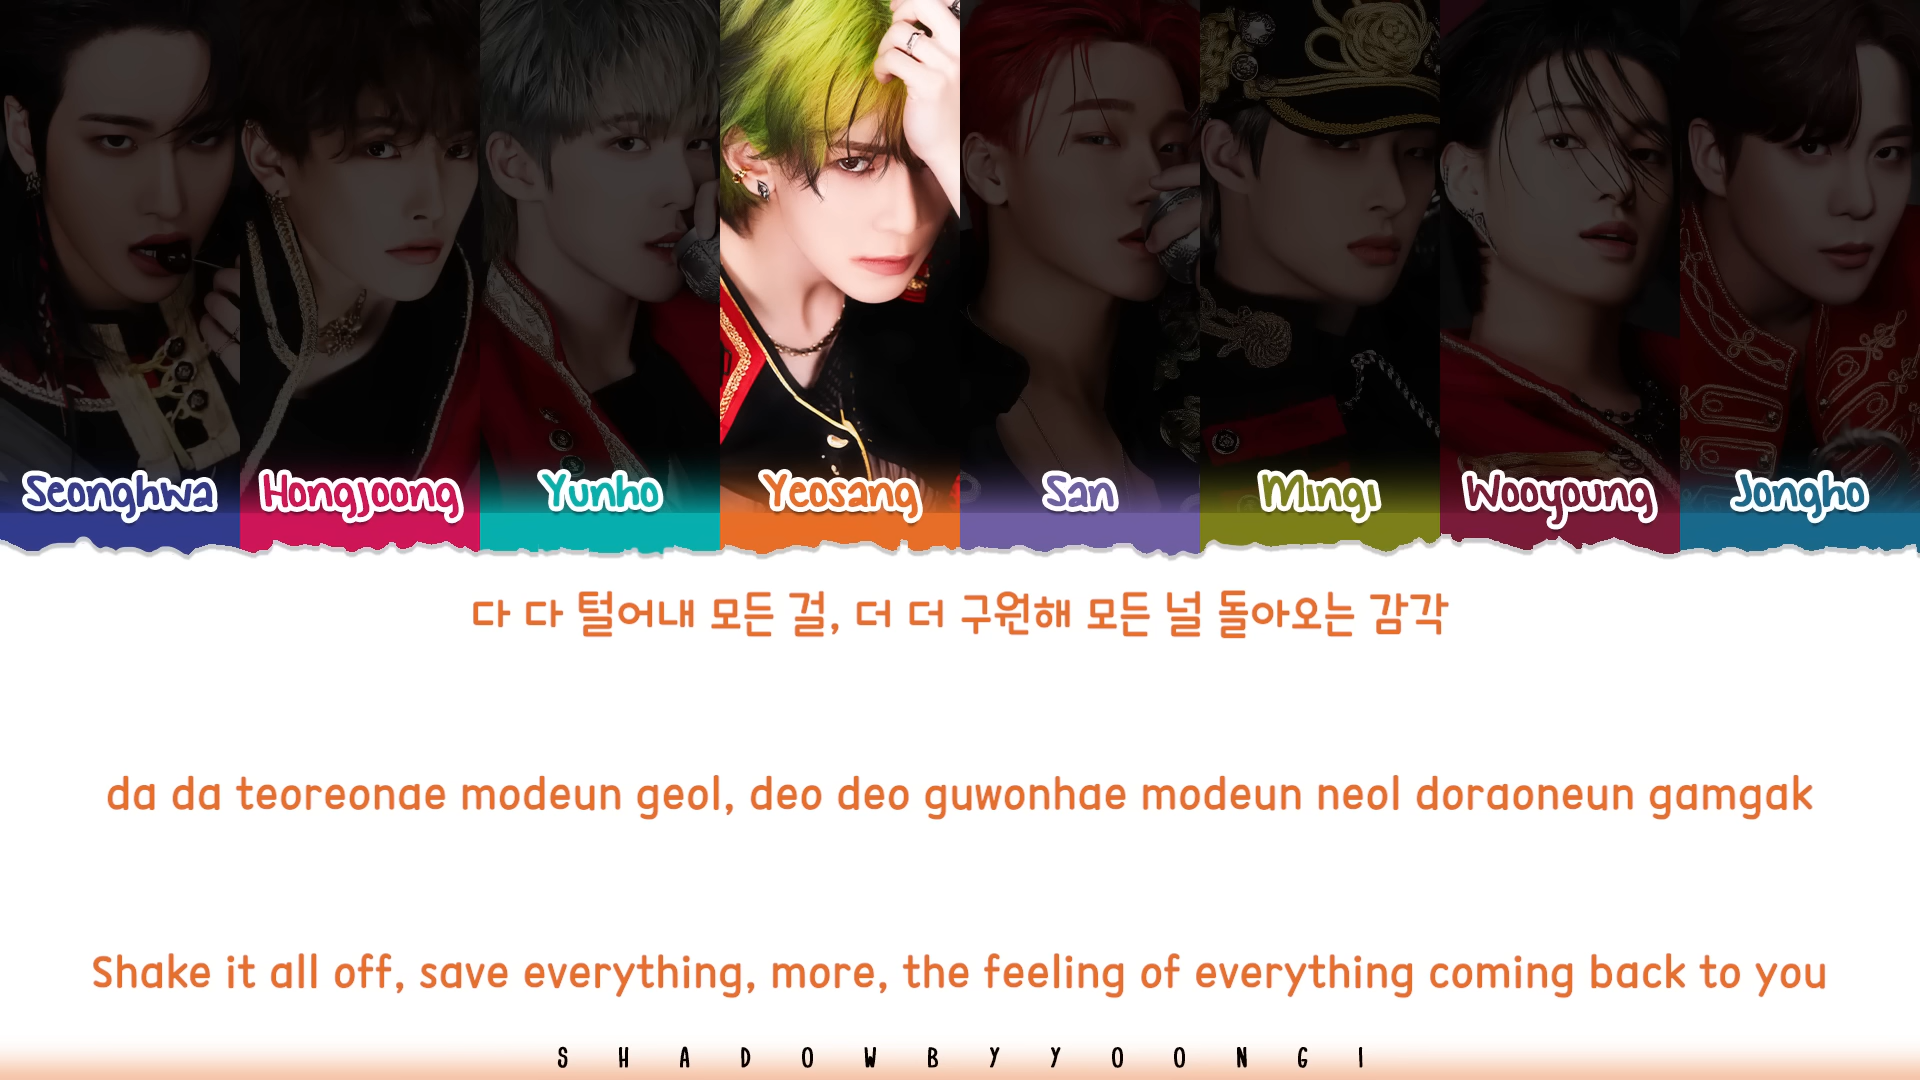 Seonghwa Hongjoong Yunho Yeosang San Mingi Wooyoung Jongho
다 다 털어내 모든 걸, 더 더 구원해 모든 널 돌아오는 감각
da da teoreonae modeun geol, deo deo guwonhae modeun neol doraoneun gamgak
Shake it all off, save everything, more, the feeling of everything coming back to you
SHADOWBYYOONGI